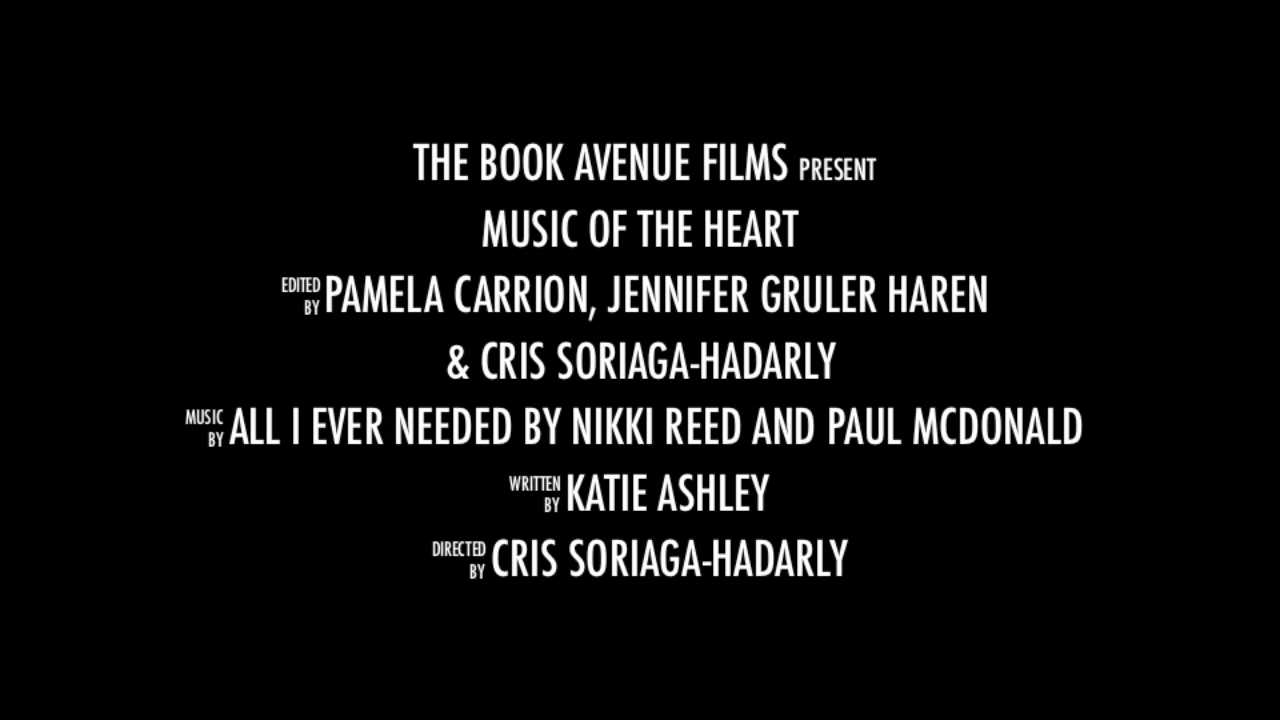 THE BOOK AVENUE FILMS PRESENT
MUSIC OF THE HEART
EDITED BY PAMELA CARRION, JENNIFER GRULER HAREN
& CRIS SORIAGA-HADARLY
MUSIC BY ALL I EVER NEEDED BY NIKKI REED AND PAUL MCDONALD
WRITTEN BY KATIE ASHLEY
DIRECTED BY CRIS SORIAGA-HADARLY